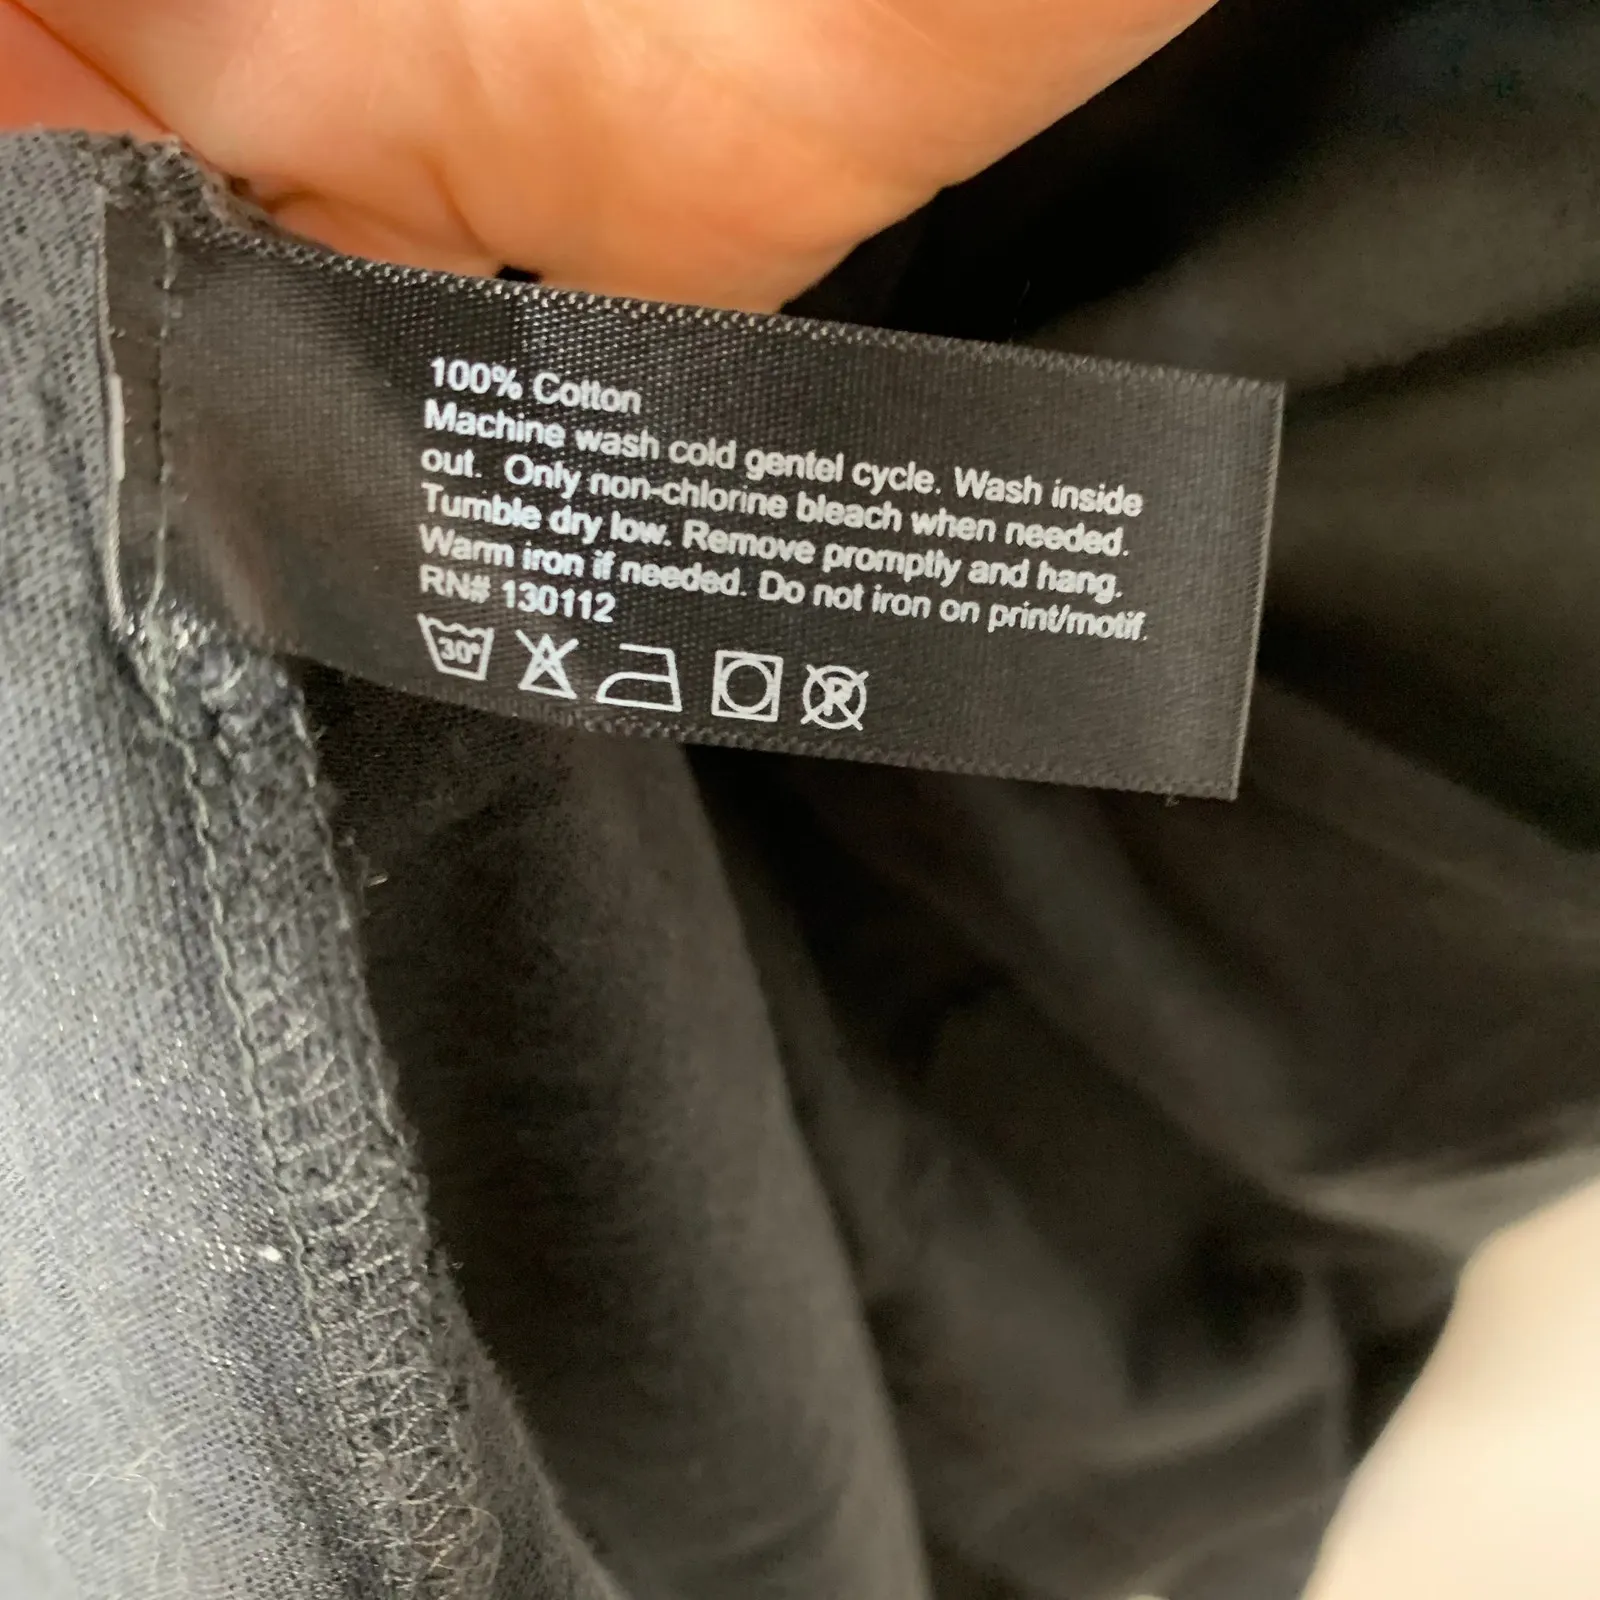 100% Cotton
Machine wash cold gentel cycle. Wash inside
out. Only non-chlorine bleach when needed.
Tumble dry low. Remove promptly and hang.
Warm iron if needed. Do not iron on print/motif.
RN# 130112
30° R